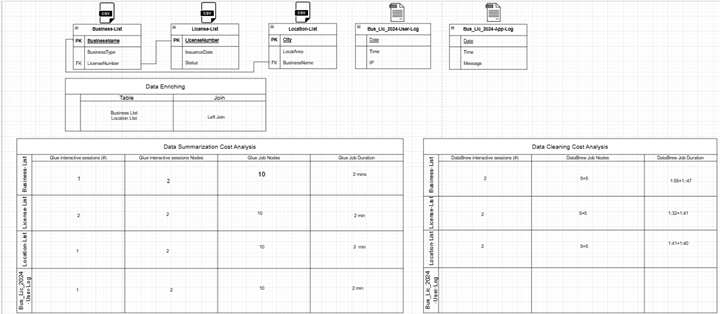 CSV
CSV
CSV
Business-List
License-List
Location-List
Bus_Lic_2024-User-Log
Bus_Lic_2024-App-Log
PK BusinessName
BusinessType
FK LicenseNumber
PK LicenseNumber
IssuanceDate
Status
PK City
LocalArea
FK BusinessName
Date
Time
IP
Date
Time
Message
Data Enriching
Table Join
Business List
Location List
Left Join
Data Summarization Cost Analysis
Glue interactive sessions (#) Glue interactive sessions Nodes Glue Job Nodes Glue Job Duration
Business-List 1 2 10 2 mins
License-List 2 2 10 2 min
Location-List 1 2 10 2 min
Bus_Lic_2024
-User-Log 1 2 10 2 min
Data Cleaning Cost Analysis
DataBrew interactive sessions (#) DataBrew Job Nodes DataBrew Job Duration
Business-List 2 5+5 1:55+1:.47
License-List 2 5+5 1:32+1:41
Location-List 2 5+5 1:41+1:40
Bus_Lic_2024
-User-Log